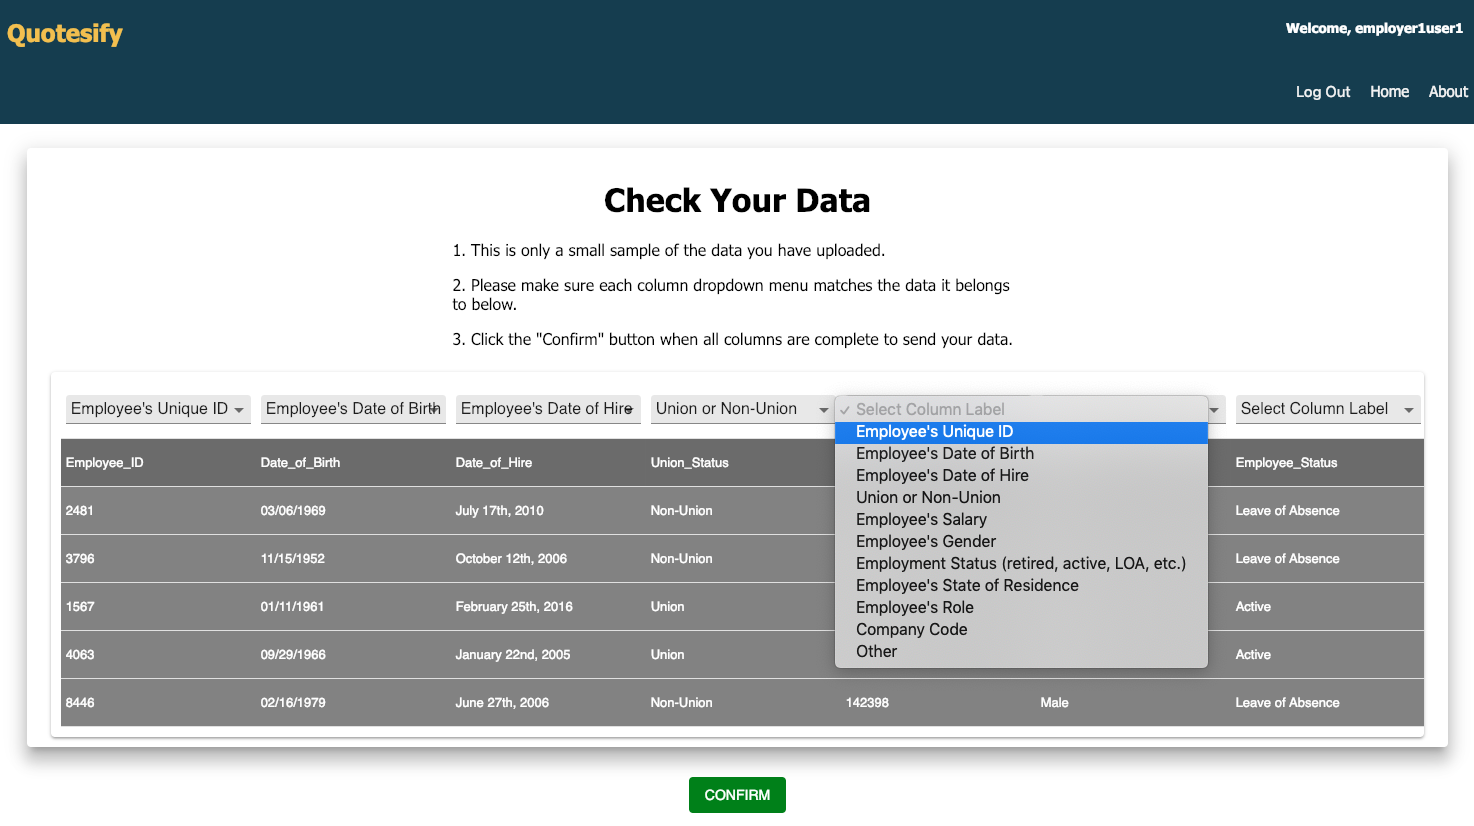 Quotesify
Welcome, employer1user1
Log Out Home About
Check Your Data
1. This is only a small sample of the data you have uploaded.
2. Please make sure each column dropdown menu matches the data it belongs
to below.
3. Click the "Confirm" button when all columns are complete to send your data.
Employee's Unique ID Employee's Date of Birth Employee's Date of Hire Union or Non-Union Select Column Label
✓ Select Column Label
Employee's Unique ID
Employee's Date of Birth
Employee's Date of Hire
Union or Non-Union
Employee's Salary
Employee's Gender
Employment Status (retired, active, LOA, etc.)
Employee's State of Residence
Employee's Role
Company Code
Other
Employee_ID Date_of_Birth Date_of_Hire Union_Status Employee_Status
2481 03/06/1969 July 17th, 2010 Non-Union Leave of Absence
3796 11/15/1952 October 12th, 2006 Non-Union Leave of Absence
1567 01/11/1961 February 25th, 2016 Union Active
4063 09/29/1966 January 22nd, 2005 Union Active
8446 02/16/1979 June 27th, 2006 Non-Union 142398 Male Leave of Absence
CONFIRM